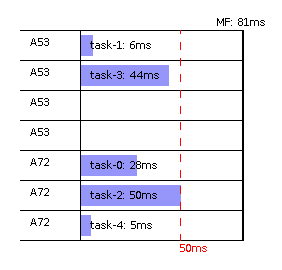 MF: 81ms
A53 task-1: 6ms
A53 task-3: 44ms
A53
A53
A72 task-0: 28ms
A72 task-2: 50ms
A72 task-4: 5ms
50ms